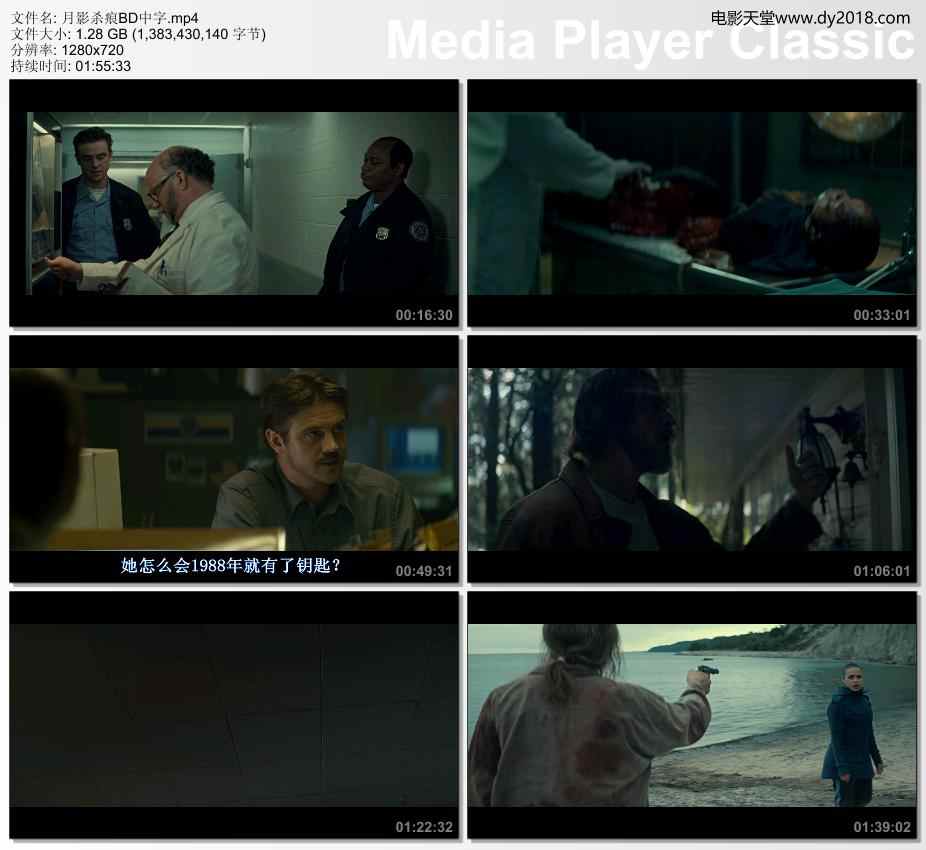 文件名: 月影杀痕BD中字.mp4
文件大小: 1.28 GB (1,383,430,140 字节)
分辨率: 1280x720
持续时间: 01:55:33
电影天堂www.dy2018.com
Media Player Classic
00:16:30
00:33:01
她怎么会1988年就有了钥匙?
00:49:31
01:06:01
01:22:32
01:39:02